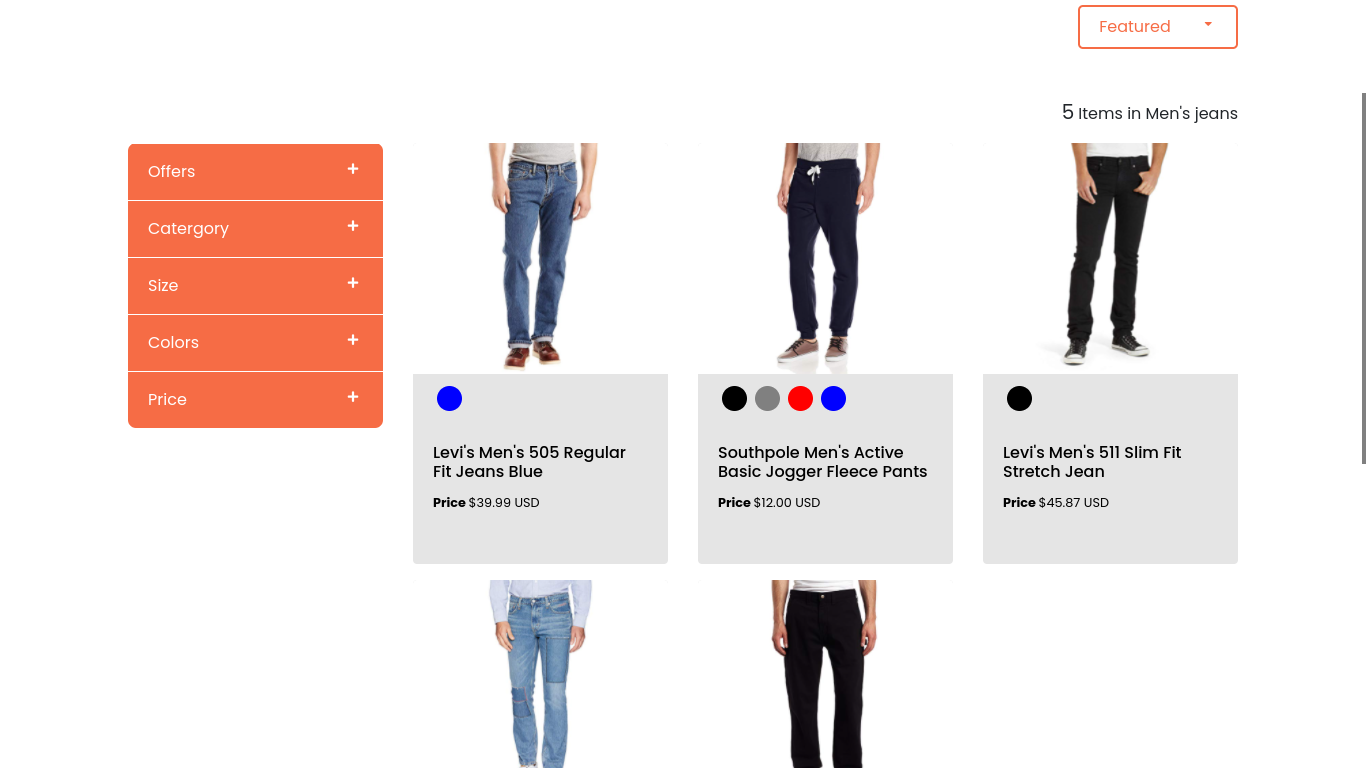 Featured
5 Items in Men's jeans
Offers +
Catergory +
Size +
Colors +
Price +
Levi's Men's 505 Regular
Fit Jeans Blue
Price $39.99 USD
Southpole Men's Active
Basic Jogger Fleece Pants
Price $12.00 USD
Levi's Men's 511 Slim Fit
Stretch Jean
Price $45.87 USD